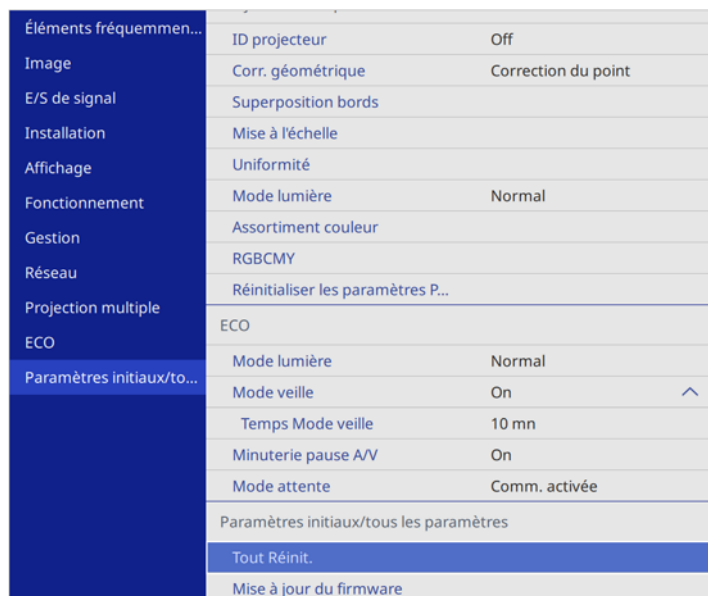 Éléments fréquemmen...
Image
E/S de signal
Installation
Affichage
Fonctionnement
Gestion
Réseau
Projection multiple
ECO
Paramètres initiaux/to...
ID projecteur Off
Corr. géométrique Correction du point
Superposition bords
Mise à l'échelle
Uniformité
Mode lumière Normal
Assortiment couleur
RGBCMY
Réinitialiser les paramètres P...
ECO
Mode lumière Normal
Mode veille On
Temps Mode veille 10 mn
Minuterie pause A/V On
Mode attente Comm. activée
Paramètres initiaux/tous les paramètres
Tout Réinit.
Mise à jour du firmware